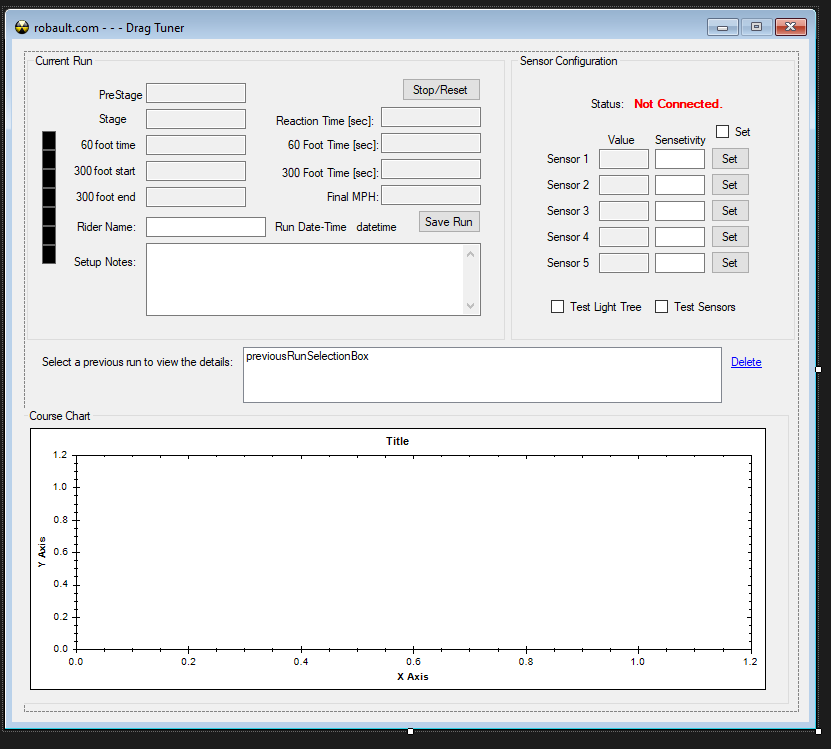 robault.com - - - Drag Tuner
Current Run
PreStage
Stop/Reset
Stage
Reaction Time [sec]:
60 foot time
60 Foot Time [sec]:
300 foot start
300 Foot Time [sec]:
300 foot end
Final MPH:
Rider Name:
Run Date-Time
datetime
Save Run
Setup Notes:
Sensor Configuration
Status: Not Connected.
Set
Value
Sensetivity
Sensor 1
Set
Sensor 2
Set
Sensor 3
Set
Sensor 4
Set
Sensor 5
Set
Test Light Tree
Test Sensors
Select a previous run to view the details:
previousRunSelectionBox
Delete
Course Chart
Title
1.2
1.0
0.8
0.6
0.4
0.2
0.0
Y Axis
0.0 0.2 0.4 0.6 0.8 1.0 1.2
X Axis